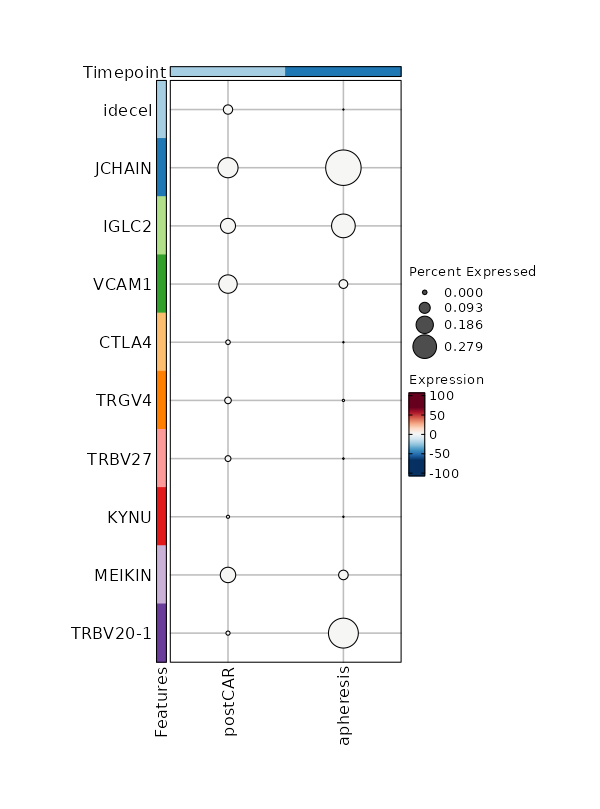 Timepoint
idecel
JCHAIN
IGLC2
VCAM1
CTLA4
TRGV4
TRBV27
KYNU
MEIKIN
TRBV20-1
Features
postCAR
apheresis
Percent Expressed
0.000
0.093
0.186
0.279
Expression
100
50
0
-50
-100